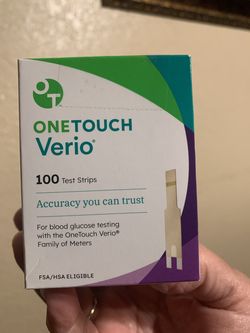 OT
ONETOUCH
Verio®
100 Test Strips
Accuracy you can trust
For blood glucose testing
with the OneTouch Verio®
Family of Meters
FSA/HSA ELIGIBLE